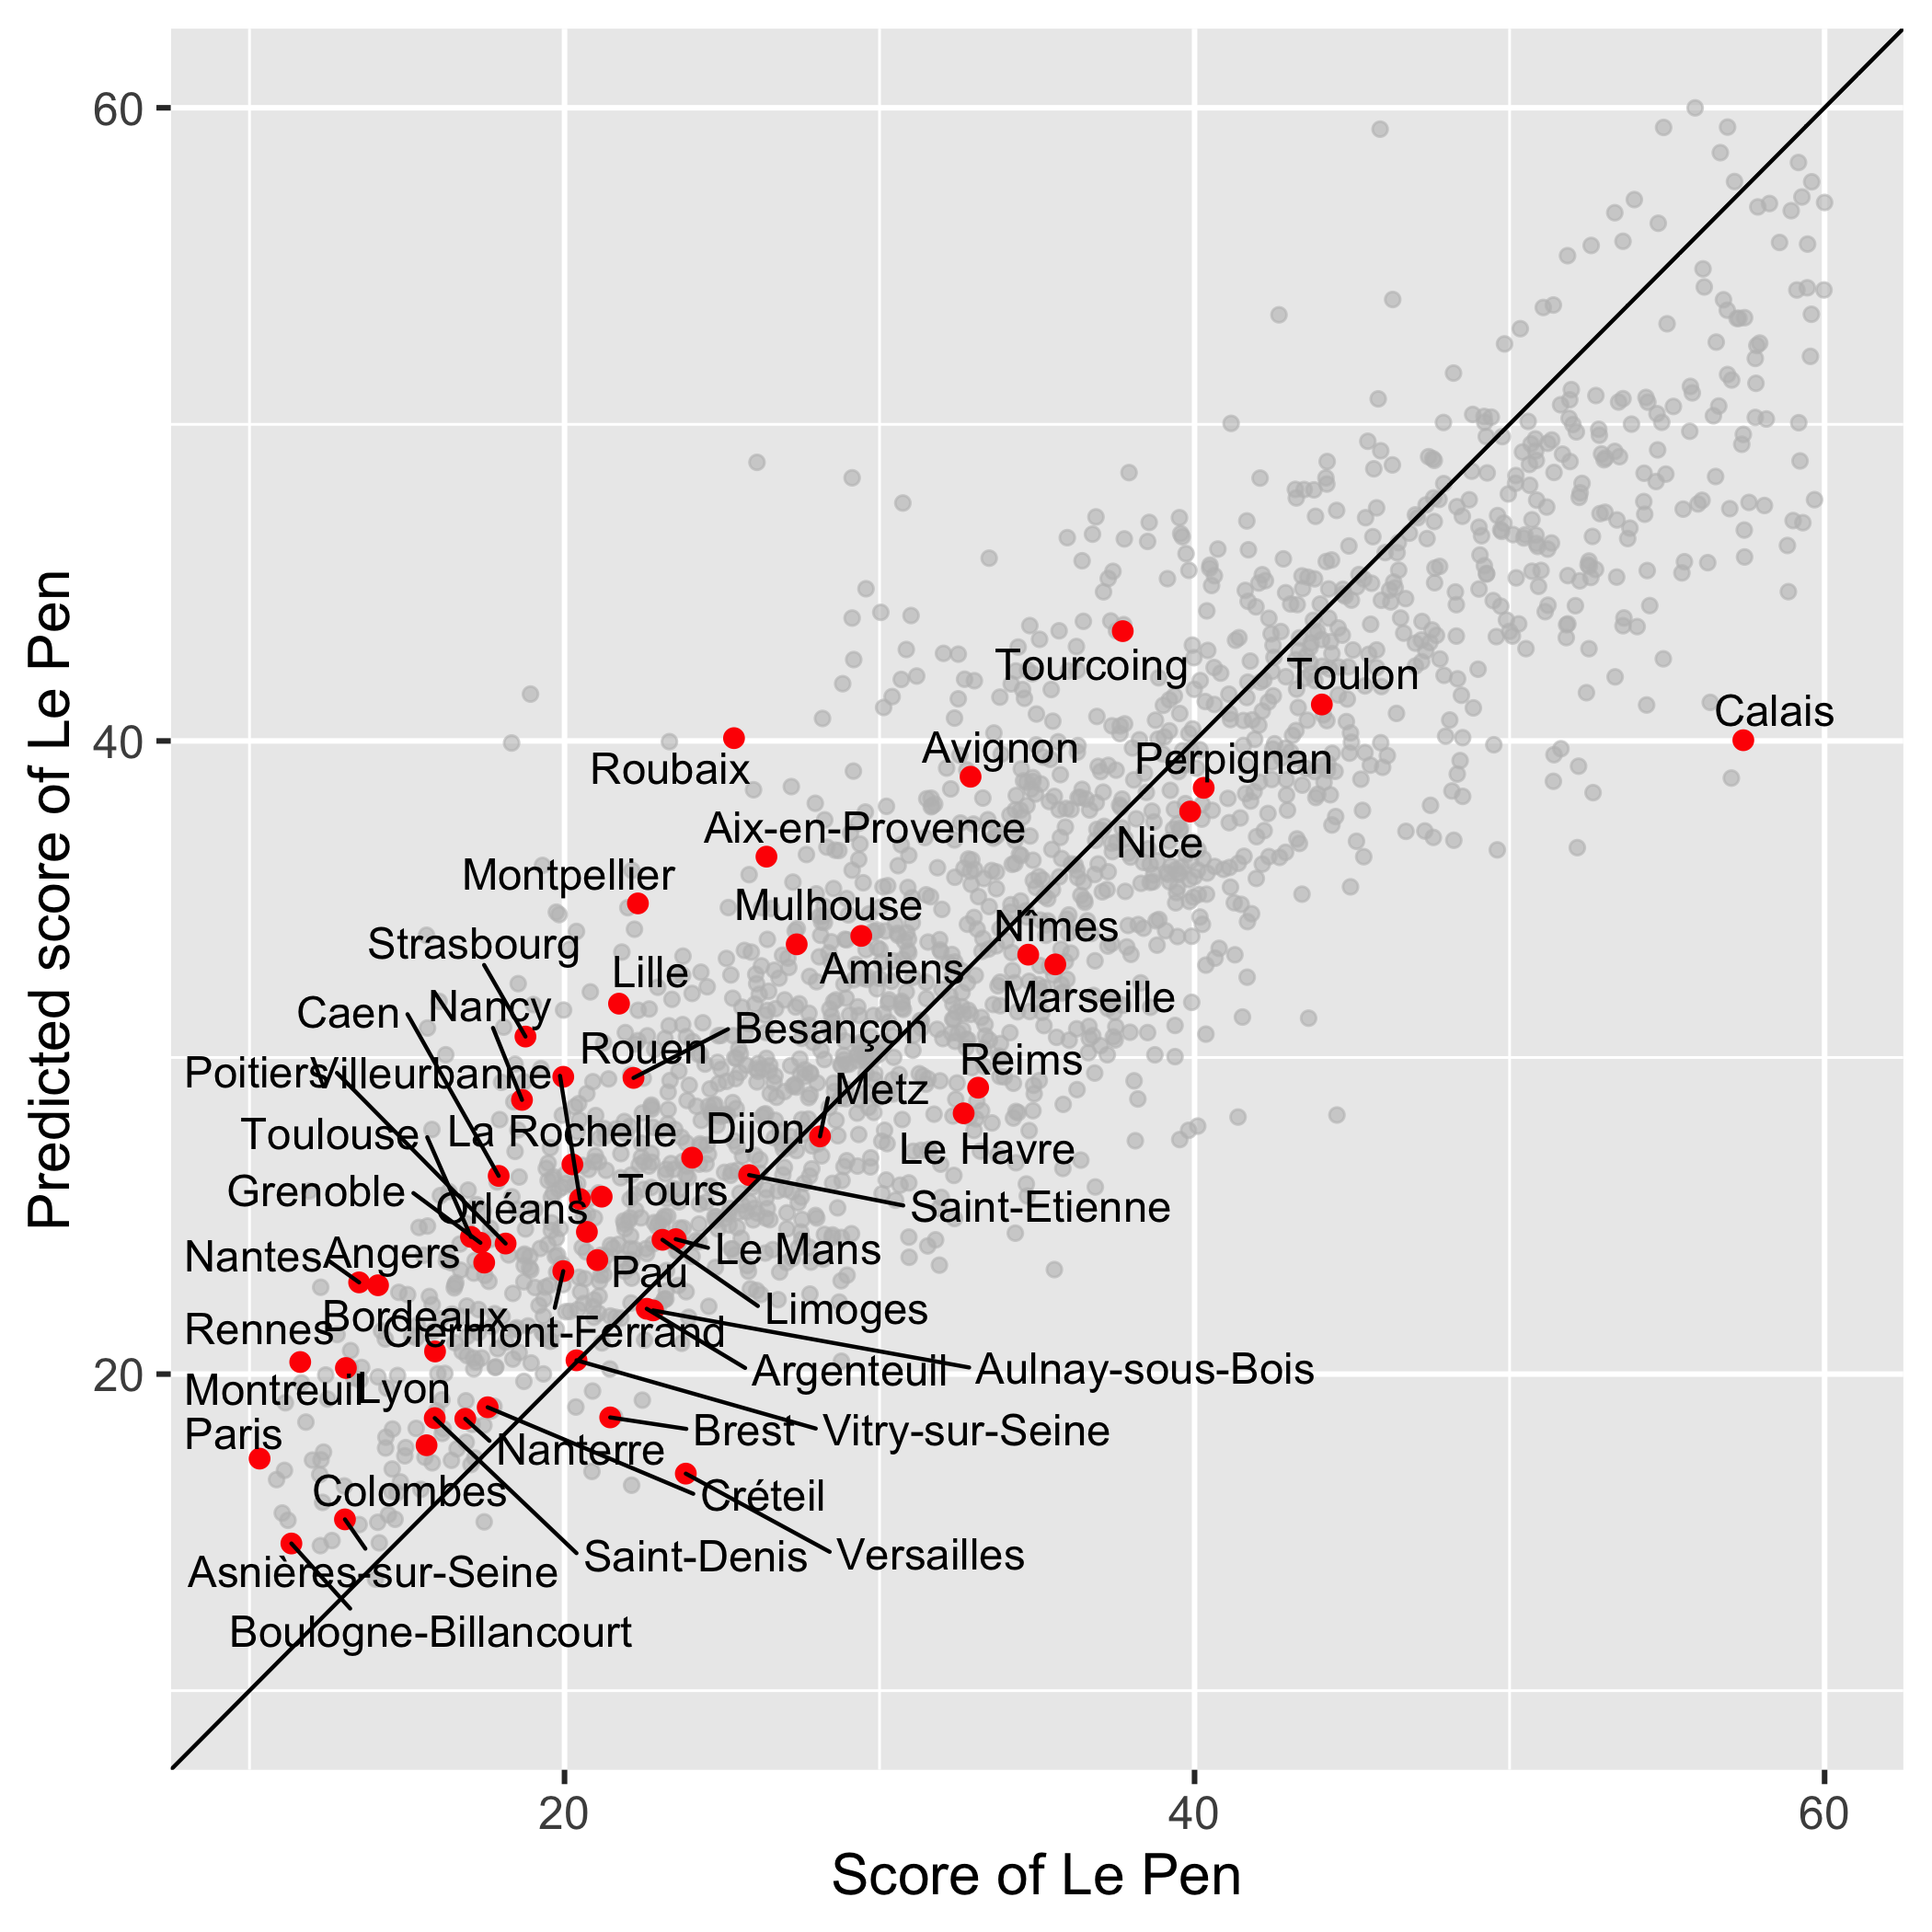 60
40
20
Predicted score of Le Pen
Tourcoing
Toulon
Calais
Avignon
Perpignan
Roubaix
Aix-en-Provence
Nice
Montpellier
Mulhouse
Nîmes
Strasbourg
Lille
Amiens
Marseille
Caen
Nancy
Besançon
Rouen
Reims
Poitiers
Villeurbanne
Metz
Toulouse
La Rochelle
Dijon
Le Havre
Grenoble
Orléans
Tours
Saint-Etienne
Nantes
Angers
Pau
Le Mans
Rennes
Bordeaux
Clermont-Ferrand
Limoges
Argenteuil
Aulnay-sous-Bois
Montreuil
Lyon
Paris
Nanterre
Brest
Vitry-sur-Seine
Colombes
Créteil
Asnières-sur-Seine
Saint-Denis
Versailles
Boulogne-Billancourt
20
40
60
Score of Le Pen